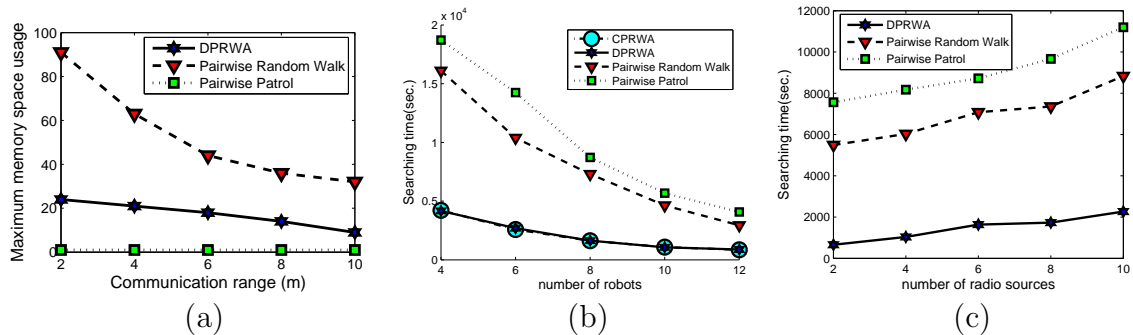 Maximum memory space usage
100
80
60
40
20
0
2 4 6 8 10
Communication range (m)
DPRWA
Pairwise Random Walk
Pairwise Patrol
(a)
Searching time(sec.)
x 10^4
2
1.5
1
0.5
0
4 6 8 10 12
number of robots
CPRWA
DPRWA
Pairwise Random Walk
Pairwise Patrol
(b)
Searching time(sec.)
12000
10000
8000
6000
4000
2000
0
2 4 6 8 10
number of radio sources
DPRWA
Pairwise Random Walk
Pairwise Patrol
(c)